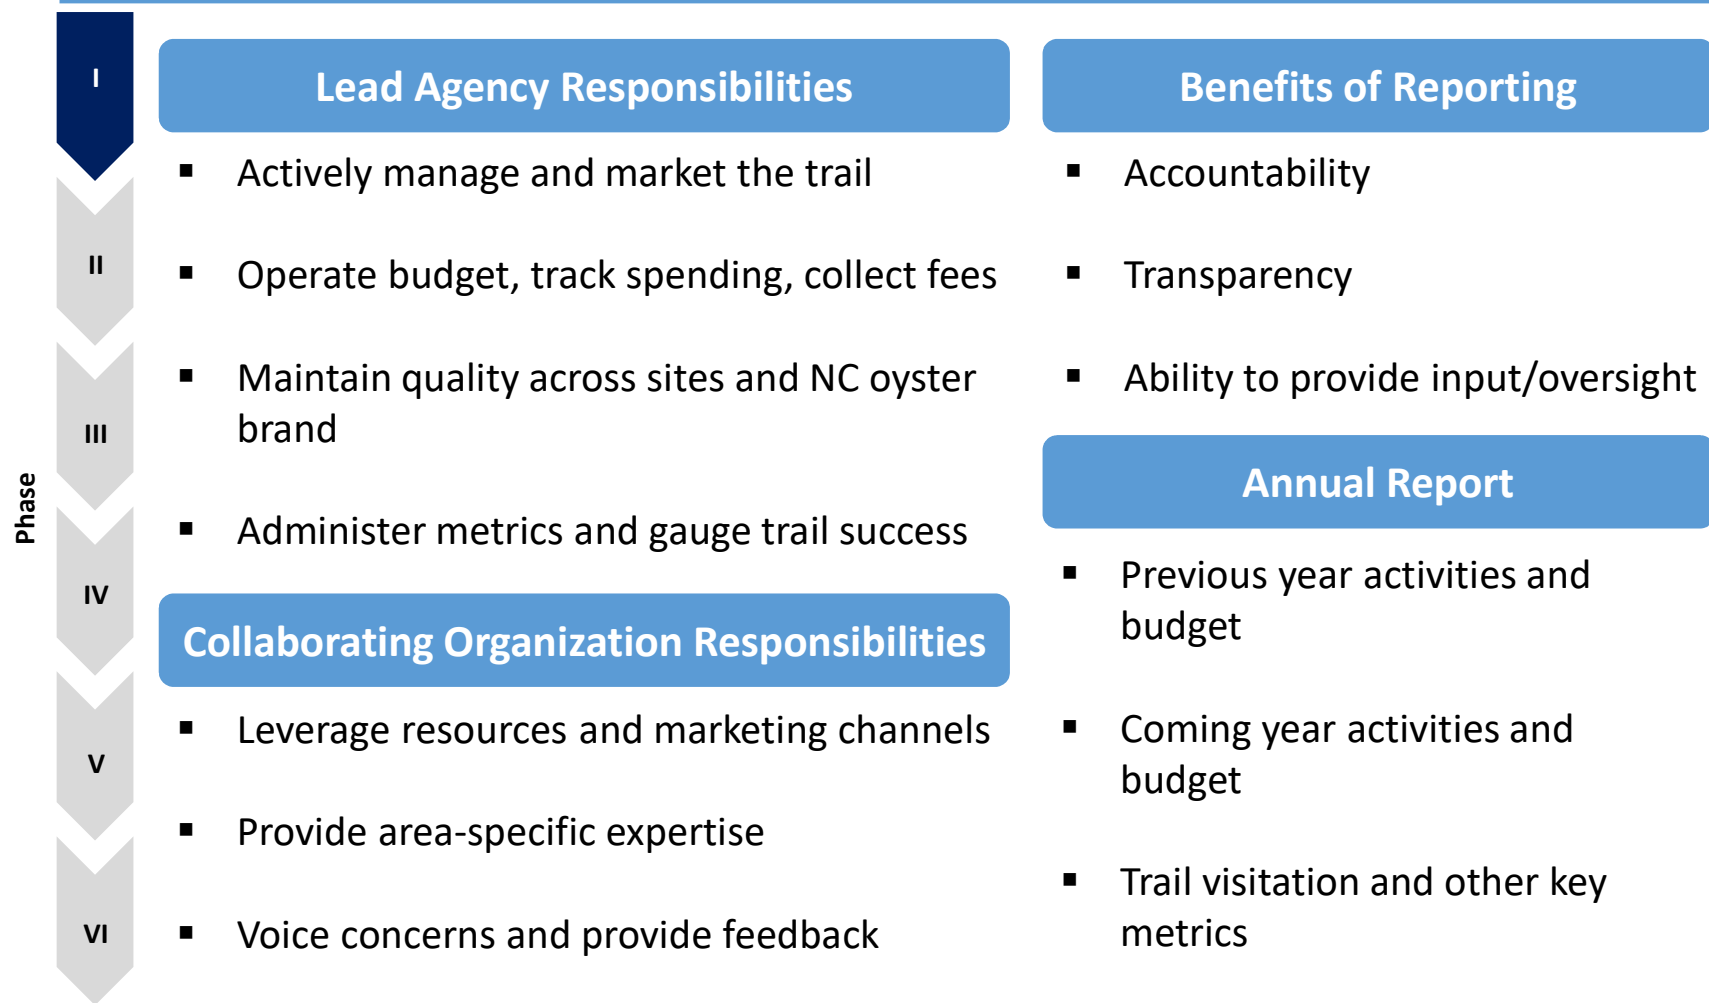 Phase
I
II
III
IV
V
VI
Lead Agency Responsibilities
▪ Actively manage and market the trail
▪ Operate budget, track spending, collect fees
▪ Maintain quality across sites and NC oyster
brand
▪ Administer metrics and gauge trail success
Collaborating Organization Responsibilities
▪ Leverage resources and marketing channels
▪ Provide area-specific expertise
▪ Voice concerns and provide feedback
Benefits of Reporting
▪ Accountability
▪ Transparency
▪ Ability to provide input/oversight
Annual Report
▪ Previous year activities and
budget
▪ Coming year activities and
budget
▪ Trail visitation and other key
metrics